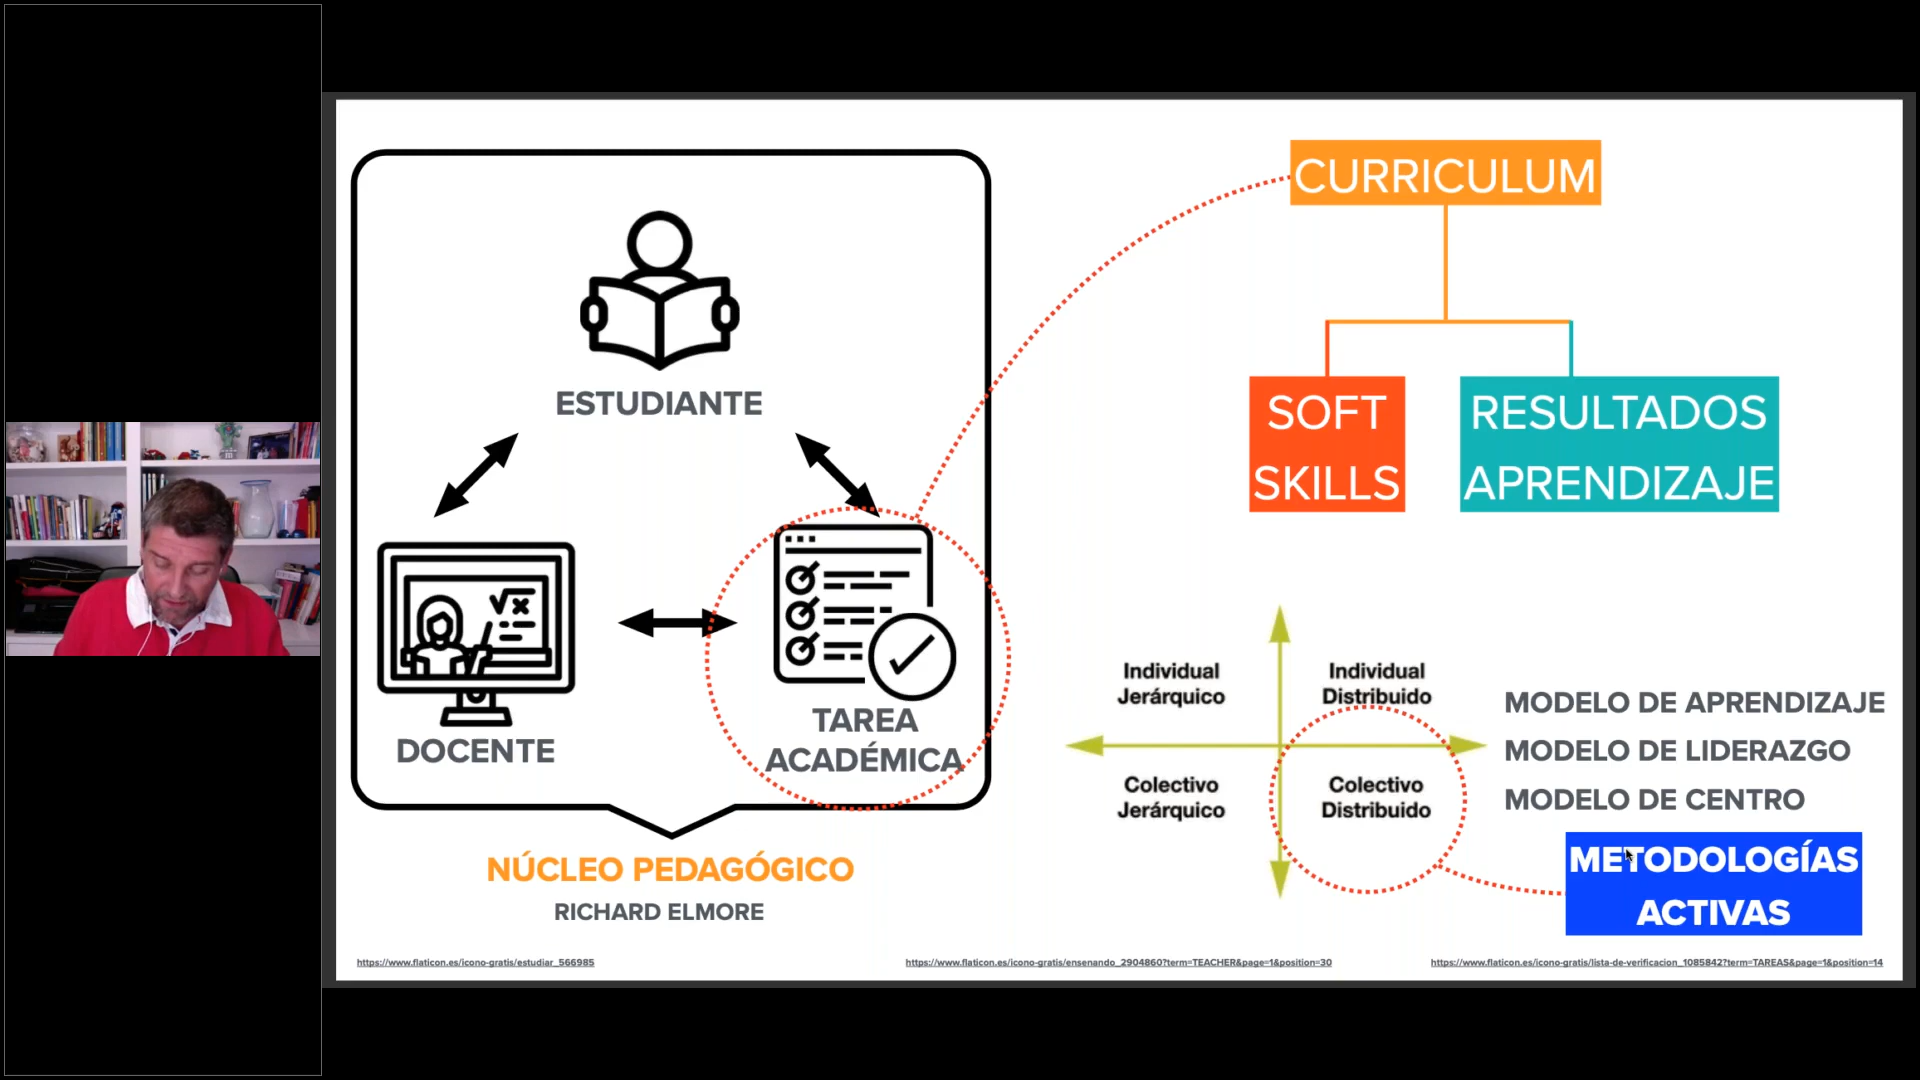 ESTUDIANTE
DOCENTE
TAREA
ACADÉMICA
NÚCLEO PEDAGÓGICO
RICHARD ELMORE
CURRICULUM
SOFT
SKILLS
RESULTADOS
APRENDIZAJE
Individual
Jerárquico
Individual
Distribuido
Colectivo
Jerárquico
Colectivo
Distribuido
MODELO DE APRENDIZAJE
MODELO DE LIDERAZGO
MODELO DE CENTRO
METODOLOGÍAS
ACTIVAS
https://www.flaticon.es/icono-gratis/estudiar_566985
https://www.flaticon.es/icono-gratis/ensenando_2904860?term=TEACHER&page=1&position=30
https://www.flaticon.es/icono-gratis/lista-de-verificacion_1085842?term=TAREAS&page=1&position=14